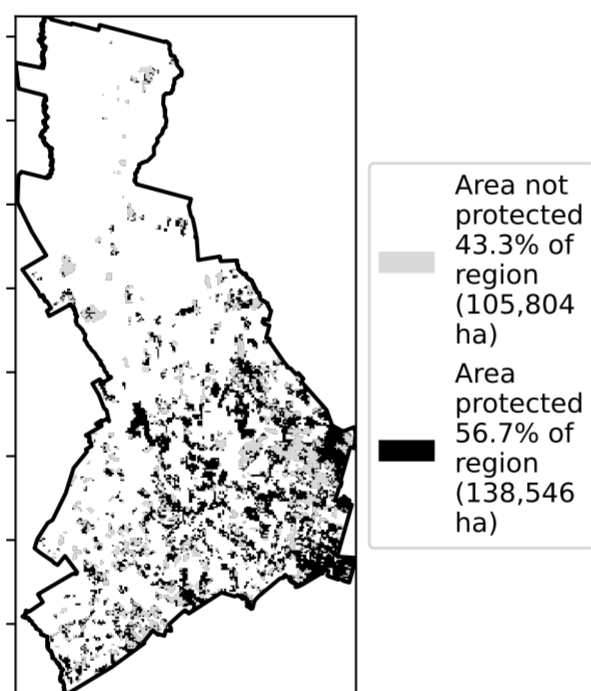 Area not
protected
43.3% of
region
(105,804
ha)
Area
protected
56.7% of
region
(138,546
ha)